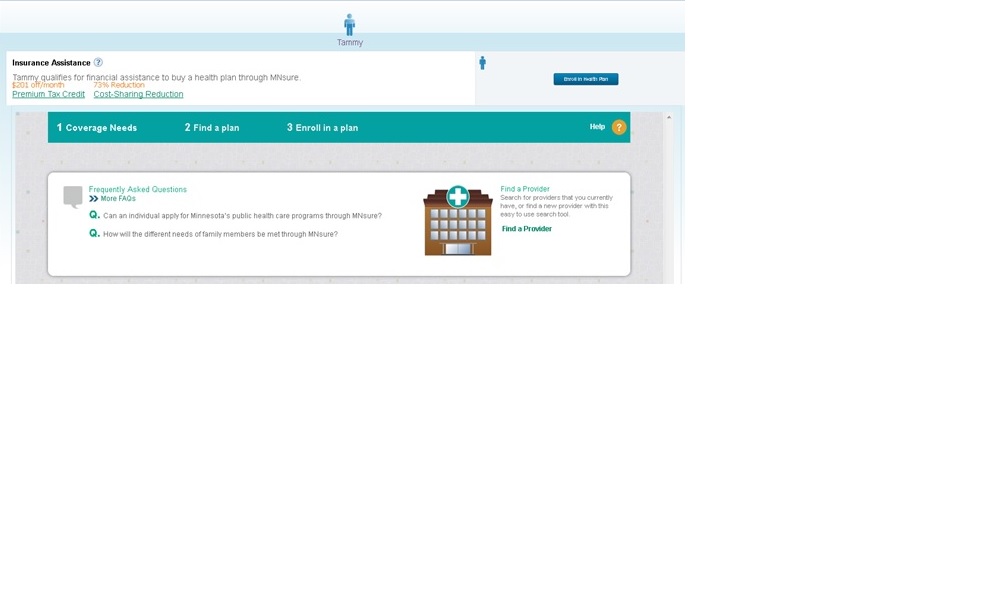 Tammy
Insurance Assistance ?
Tammy qualifies for financial assistance to buy a health plan through MNsure.
$201 off/month 73% Reduction
Premium Tax Credit Cost-Sharing Reduction
Enroll in Health Plan
1 Coverage Needs 2 Find a plan 3 Enroll in a plan Help ?
Frequently Asked Questions
More FAQs
Q. Can an individual apply for Minnesota's public health care programs through MNsure?
Q. How will the different needs of family members be met through MNsure?
Find a Provider
Search for providers that you currently
have, or find a new provider with this
easy to use search tool.
Find a Provider